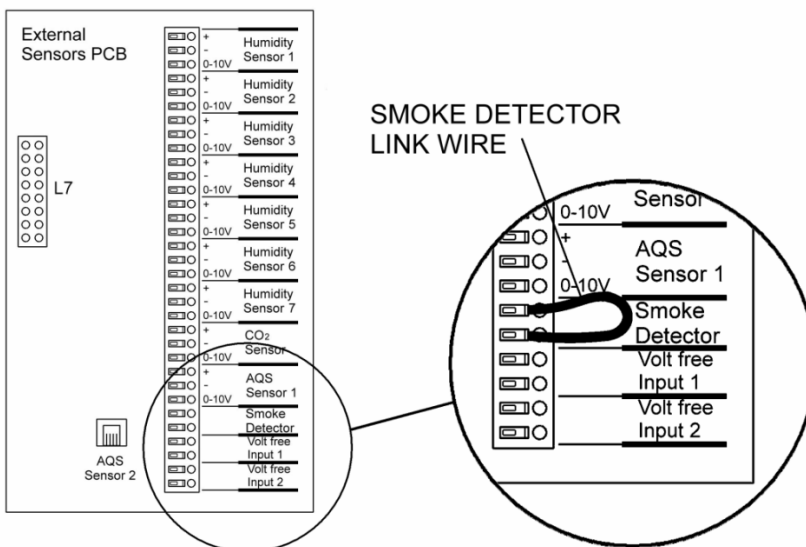 External
Sensors PCB
L7
+
-
0-10V
Humidity
Sensor 1
+
-
0-10V
Humidity
Sensor 2
+
-
0-10V
Humidity
Sensor 3
+
-
0-10V
Humidity
Sensor 4
+
-
0-10V
Humidity
Sensor 5
+
-
0-10V
Humidity
Sensor 6
+
-
0-10V
Humidity
Sensor 7
+
-
0-10V
CO₂
Sensor
+
-
0-10V
AQS
Sensor 1
Smoke
Detector
Volt free
Input 1
Volt free
Input 2
AQS
Sensor 2
SMOKE DETECTOR
LINK WIRE
0-10V
Sensor
+
-
0-10V
AQS
Sensor 1
Smoke
Detector
Volt free
Input 1
Volt free
Input 2